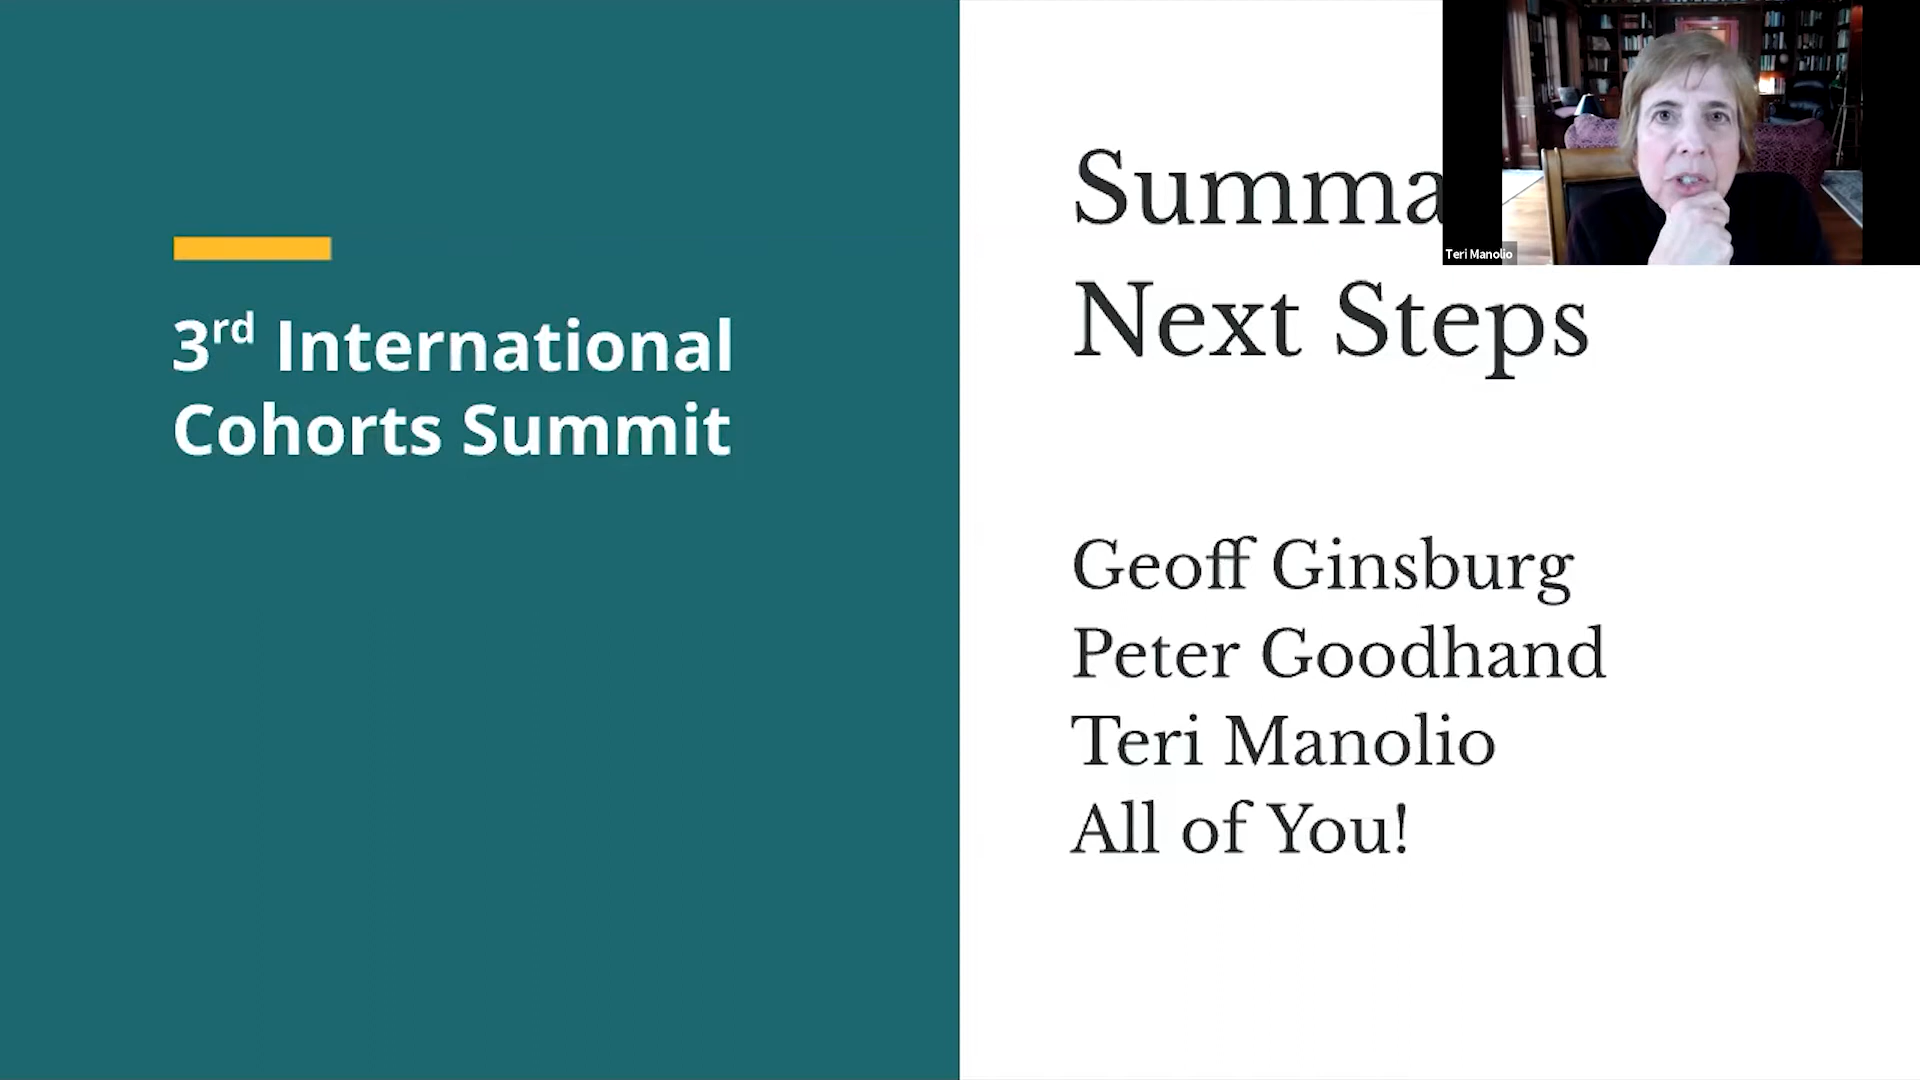 3rd International
Cohorts Summit
Summa
Next Steps
Geoff Ginsburg
Peter Goodhand
Teri Manolio
All of You!
Teri Manolio